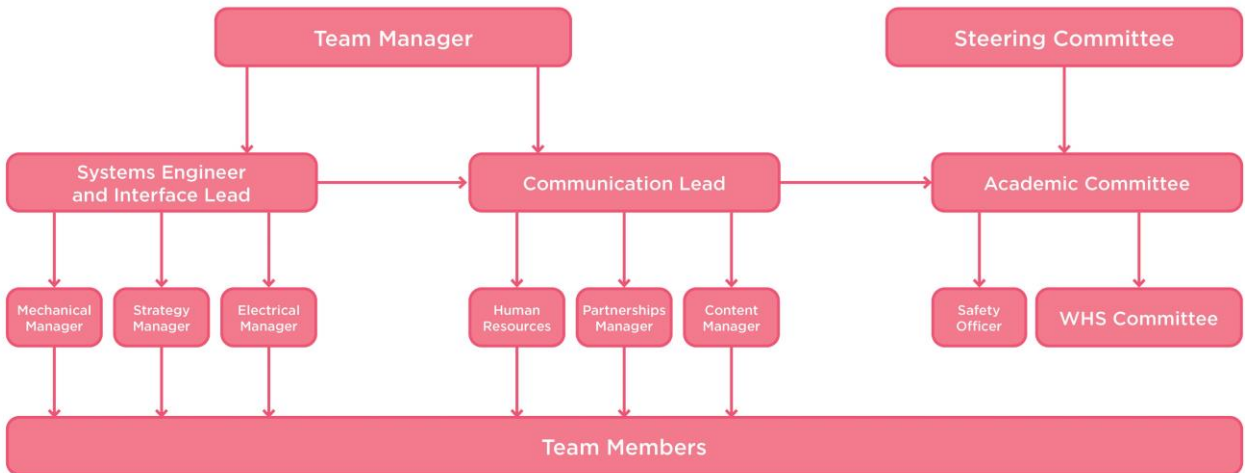 Team Manager
Steering Committee
Systems Engineer
and Interface Lead
Communication Lead
Academic Committee
Mechanical
Manager
Strategy
Manager
Electrical
Manager
Human
Resources
Partnerships
Manager
Content
Manager
Safety
Officer
WHS Committee
Team Members